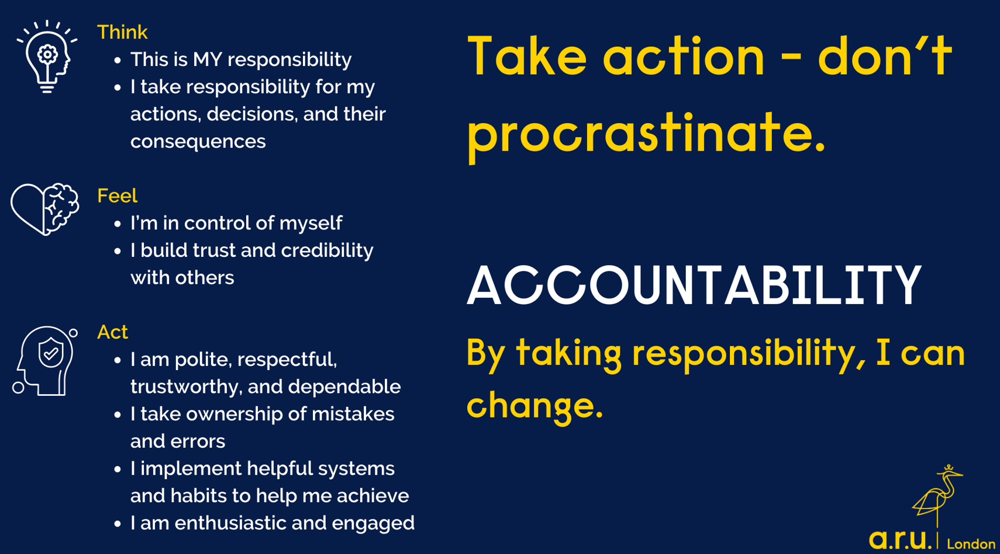 Think
• This is MY responsibility
• I take responsibility for my
actions, decisions, and their
consequences
Feel
• I'm in control of myself
• I build trust and credibility
with others
Act
• I am polite, respectful,
trustworthy, and dependable
• I take ownership of mistakes
and errors
• I implement helpful systems
and habits to help me achieve
• I am enthusiastic and engaged
Take action - don't
procrastinate.
ACCOUNTABILITY
By taking responsibility, I can
change.
a.r.u. | London